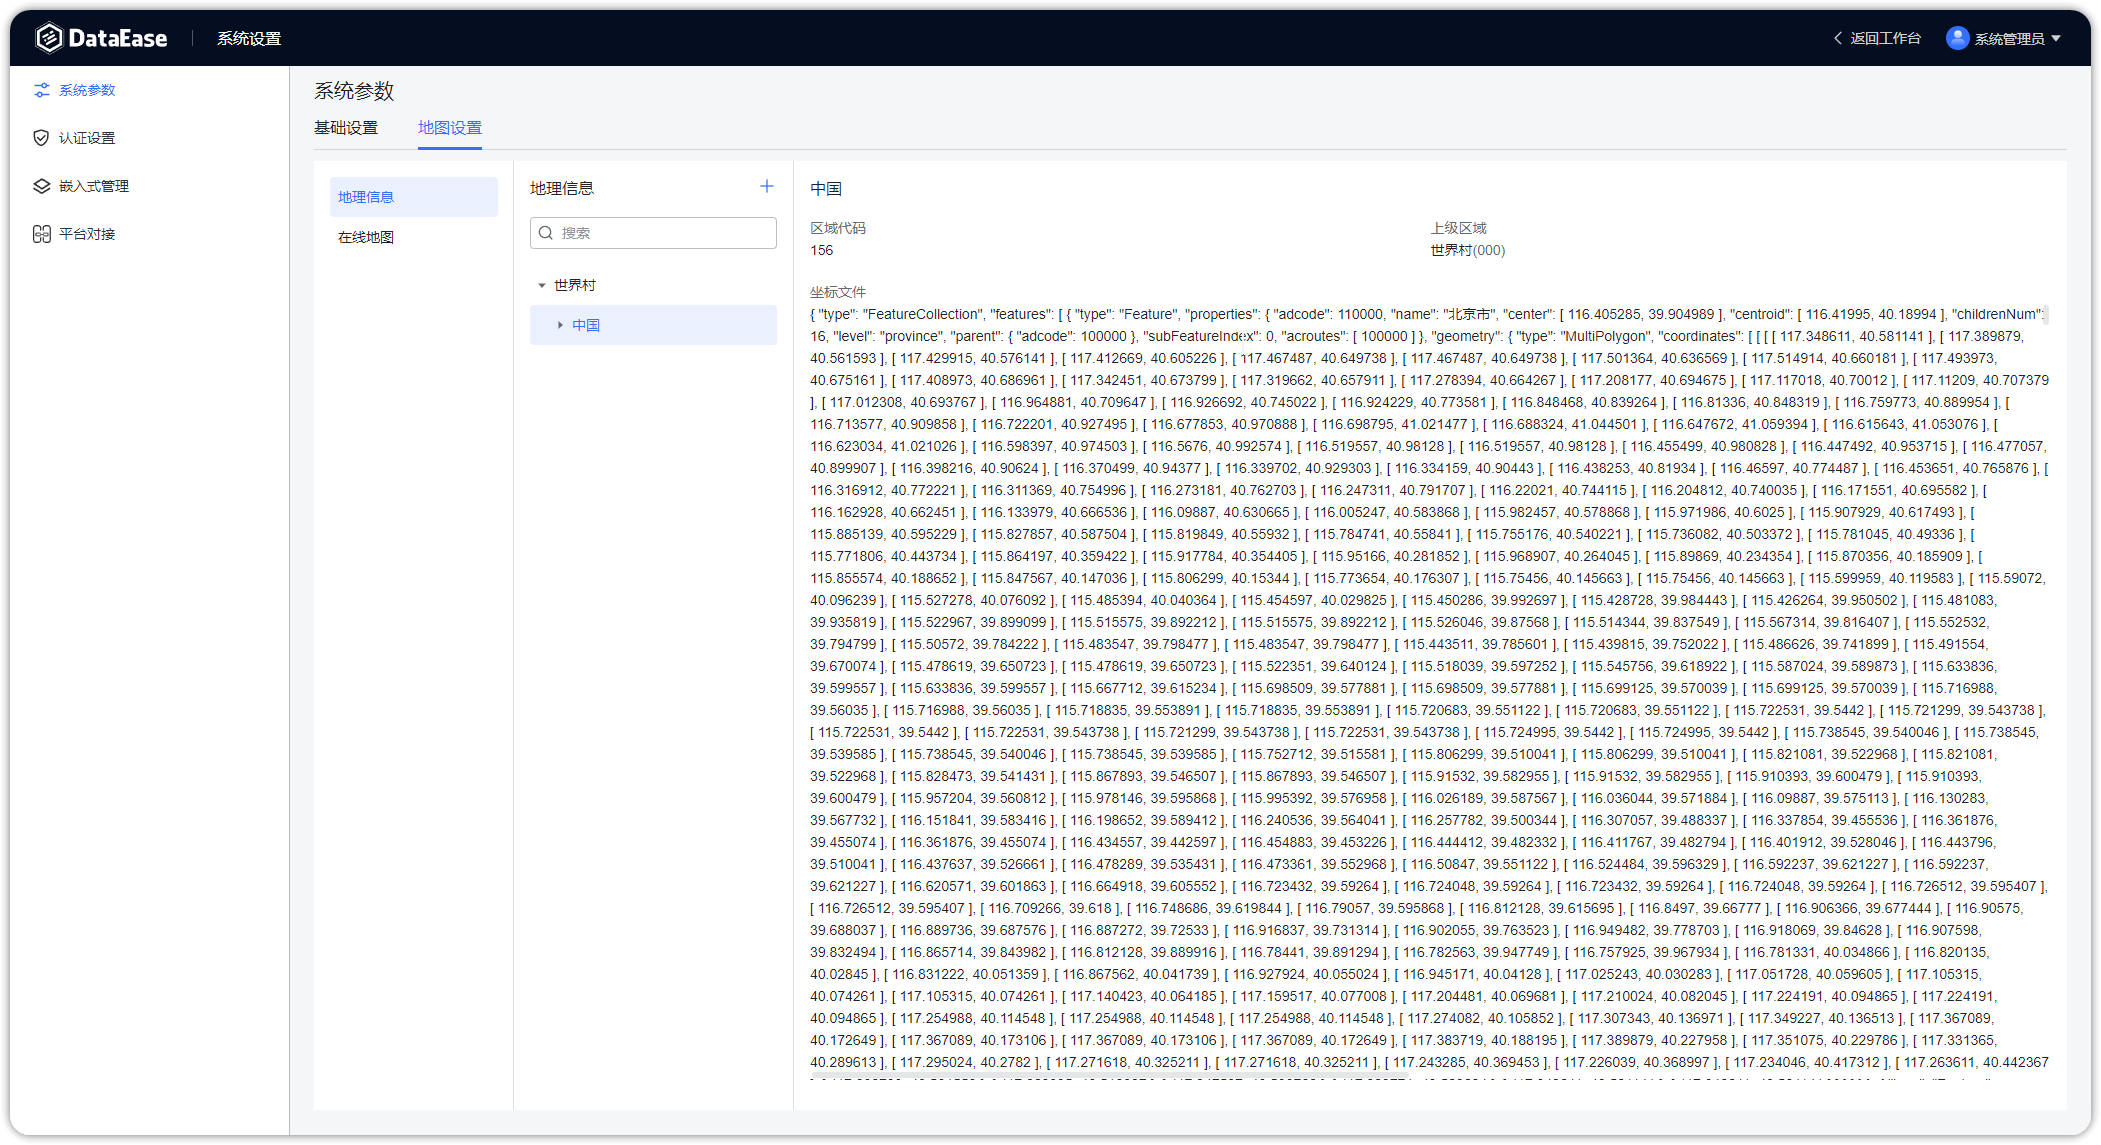 DataEase
系统设置
返回工作台
系统管理员
系统参数
认证设置
嵌入式管理
平台对接
系统参数
基础设置
地图设置
地理信息
在线地图
地理信息
搜索
世界村
中国
中国
区域代码
156
上级区域
世界村(000)
坐标文件
{ "type": "FeatureCollection", "features": [ { "type": "Feature", "properties": { "adcode": 110000, "name": "北京市", "center": [ 116.405285, 39.904989 ], "centroid": [ 116.41995, 40.18994 ], "childrenNum":
16, "level": "province", "parent": { "adcode": 100000 }, "subFeatureIndex": 0, "acroutes": [ 100000 ] }, "geometry": { "type": "MultiPolygon", "coordinates": [ [ [ [ 117.348611, 40.581141 ], [ 117.389879,
40.561593 ], [ 117.429915, 40.576141 ], [ 117.412669, 40.605226 ], [ 117.467487, 40.649738 ], [ 117.467487, 40.649738 ], [ 117.501364, 40.636569 ], [ 117.514914, 40.660181 ], [ 117.493973,
40.675161 ], [ 117.408973, 40.686961 ], [ 117.342451, 40.673799 ], [ 117.319662, 40.657911 ], [ 117.278394, 40.664267 ], [ 117.208177, 40.694675 ], [ 117.117018, 40.70012 ], [ 117.11209, 40.707379
], [ 117.012308, 40.693767 ], [ 116.964881, 40.709647 ], [ 116.926692, 40.745022 ], [ 116.924229, 40.773581 ], [ 116.848468, 40.839264 ], [ 116.81336, 40.848319 ], [ 116.759773, 40.889954 ], [
116.713577, 40.909858 ], [ 116.722201, 40.927495 ], [ 116.677853, 40.970888 ], [ 116.698795, 41.021477 ], [ 116.688324, 41.044501 ], [ 116.647672, 41.059394 ], [ 116.615643, 41.053076 ], [
116.623034, 41.021026 ], [ 116.598397, 40.974503 ], [ 116.5676, 40.992574 ], [ 116.519557, 40.98128 ], [ 116.519557, 40.98128 ], [ 116.455499, 40.980828 ], [ 116.447492, 40.953715 ], [ 116.477057,
40.899907 ], [ 116.398216, 40.90624 ], [ 116.370499, 40.94377 ], [ 116.339702, 40.929303 ], [ 116.334159, 40.90443 ], [ 116.438253, 40.81934 ], [ 116.46597, 40.774487 ], [ 116.453651, 40.765876 ], [
116.316912, 40.772221 ], [ 116.311369, 40.754996 ], [ 116.273181, 40.762703 ], [ 116.247311, 40.791707 ], [ 116.22021, 40.744115 ], [ 116.204812, 40.740035 ], [ 116.171551, 40.695582 ], [
116.162928, 40.662451 ], [ 116.133979, 40.666536 ], [ 116.09887, 40.630665 ], [ 116.005247, 40.583868 ], [ 115.982457, 40.578868 ], [ 115.971986, 40.6025 ], [ 115.907929, 40.617493 ], [
115.885139, 40.595229 ], [ 115.827857, 40.587504 ], [ 115.819849, 40.55932 ], [ 115.784741, 40.55841 ], [ 115.755176, 40.540221 ], [ 115.736082, 40.503372 ], [ 115.781045, 40.49336 ], [
115.771806, 40.443734 ], [ 115.864197, 40.359422 ], [ 115.917784, 40.354405 ], [ 115.95166, 40.281852 ], [ 115.968907, 40.264045 ], [ 115.89869, 40.234354 ], [ 115.870356, 40.185909 ], [
115.855574, 40.188652 ], [ 115.847567, 40.147036 ], [ 115.806299, 40.15344 ], [ 115.773654, 40.176307 ], [ 115.75456, 40.145663 ], [ 115.75456, 40.145663 ], [ 115.599959, 40.119583 ], [ 115.59072,
40.096239 ], [ 115.527278, 40.076092 ], [ 115.485394, 40.040364 ], [ 115.454597, 40.029825 ], [ 115.450286, 39.992697 ], [ 115.428728, 39.984443 ], [ 115.426264, 39.950502 ], [ 115.481083,
39.935819 ], [ 115.522967, 39.899099 ], [ 115.515575, 39.892212 ], [ 115.515575, 39.892212 ], [ 115.526046, 39.87568 ], [ 115.514344, 39.837549 ], [ 115.567314, 39.816407 ], [ 115.552532,
39.794799 ], [ 115.50572, 39.784222 ], [ 115.483547, 39.798477 ], [ 115.483547, 39.798477 ], [ 115.443511, 39.785601 ], [ 115.439815, 39.752022 ], [ 115.486626, 39.741899 ], [ 115.491554,
39.670074 ], [ 115.478619, 39.650723 ], [ 115.478619, 39.650723 ], [ 115.522351, 39.640124 ], [ 115.518039, 39.597252 ], [ 115.545756, 39.618922 ], [ 115.587024, 39.589873 ], [ 115.633836,
39.599557 ], [ 115.633836, 39.599557 ], [ 115.667712, 39.615234 ], [ 115.698509, 39.577881 ], [ 115.698509, 39.577881 ], [ 115.699125, 39.570039 ], [ 115.699125, 39.570039 ], [ 115.716988,
39.56035 ], [ 115.716988, 39.56035 ], [ 115.718835, 39.553891 ], [ 115.718835, 39.553891 ], [ 115.720683, 39.551122 ], [ 115.720683, 39.551122 ], [ 115.722531, 39.5442 ], [ 115.721299, 39.543738 ],
[ 115.722531, 39.5442 ], [ 115.722531, 39.543738 ], [ 115.721299, 39.543738 ], [ 115.722531, 39.543738 ], [ 115.724995, 39.5442 ], [ 115.724995, 39.5442 ], [ 115.738545, 39.540046 ], [ 115.738545,
39.539585 ], [ 115.738545, 39.540046 ], [ 115.738545, 39.539585 ], [ 115.752712, 39.515581 ], [ 115.806299, 39.510041 ], [ 115.806299, 39.510041 ], [ 115.821081, 39.522968 ], [ 115.821081,
39.522968 ], [ 115.828473, 39.541431 ], [ 115.867893, 39.546507 ], [ 115.867893, 39.546507 ], [ 115.91532, 39.582955 ], [ 115.91532, 39.582955 ], [ 115.910393, 39.600479 ], [ 115.910393,
39.600479 ], [ 115.957204, 39.560812 ], [ 115.978146, 39.595868 ], [ 115.995392, 39.576958 ], [ 116.026189, 39.587567 ], [ 116.036044, 39.571884 ], [ 116.09887, 39.575113 ], [ 116.130283,
39.567732 ], [ 116.151841, 39.583416 ], [ 116.198652, 39.589412 ], [ 116.240536, 39.564041 ], [ 116.257782, 39.500344 ], [ 116.307057, 39.488337 ], [ 116.337854, 39.455536 ], [ 116.361876,
39.455074 ], [ 116.361876, 39.455074 ], [ 116.434557, 39.442597 ], [ 116.454883, 39.453226 ], [ 116.444412, 39.482332 ], [ 116.411767, 39.482794 ], [ 116.401912, 39.528046 ], [ 116.443796,
39.510041 ], [ 116.437637, 39.526661 ], [ 116.478289, 39.535431 ], [ 116.473361, 39.552968 ], [ 116.50847, 39.551122 ], [ 116.524484, 39.596329 ], [ 116.592237, 39.621227 ], [ 116.592237,
39.621227 ], [ 116.620571, 39.601863 ], [ 116.664918, 39.605552 ], [ 116.723432, 39.59264 ], [ 116.724048, 39.59264 ], [ 116.723432, 39.59264 ], [ 116.724048, 39.59264 ], [ 116.726512, 39.595407 ],
[ 116.726512, 39.595407 ], [ 116.709266, 39.618 ], [ 116.748686, 39.619844 ], [ 116.79057, 39.595868 ], [ 116.812128, 39.615695 ], [ 116.8497, 39.66777 ], [ 116.906366, 39.677444 ], [ 116.90575,
39.688037 ], [ 116.889736, 39.687576 ], [ 116.887272, 39.72533 ], [ 116.916837, 39.731314 ], [ 116.902055, 39.763523 ], [ 116.949482, 39.778703 ], [ 116.918069, 39.84628 ], [ 116.907598,
39.832494 ], [ 116.865714, 39.843982 ], [ 116.812128, 39.889916 ], [ 116.78441, 39.891294 ], [ 116.782563, 39.947749 ], [ 116.757925, 39.967934 ], [ 116.781331, 40.034866 ], [ 116.820135,
40.02845 ], [ 116.831222, 40.051359 ], [ 116.867562, 40.041739 ], [ 116.927924, 40.055024 ], [ 116.945171, 40.04128 ], [ 117.025243, 40.030283 ], [ 117.051728, 40.059605 ], [ 117.105315,
40.074261 ], [ 117.105315, 40.074261 ], [ 117.140423, 40.064185 ], [ 117.159517, 40.077008 ], [ 117.204481, 40.069681 ], [ 117.210024, 40.082045 ], [ 117.224191, 40.094865 ], [ 117.224191,
40.094865 ], [ 117.254988, 40.114548 ], [ 117.254988, 40.114548 ], [ 117.254988, 40.114548 ], [ 117.274082, 40.105852 ], [ 117.307343, 40.136971 ], [ 117.349227, 40.136513 ], [ 117.367089,
40.172649 ], [ 117.367089, 40.173106 ], [ 117.367089, 40.173106 ], [ 117.367089, 40.172649 ], [ 117.383719, 40.188195 ], [ 117.389879, 40.227958 ], [ 117.351075, 40.229786 ], [ 117.331365,
40.289613 ], [ 117.295024, 40.2782 ], [ 117.271618, 40.325211 ], [ 117.271618, 40.325211 ], [ 117.243285, 40.369453 ], [ 117.226039, 40.368997 ], [ 117.234046, 40.417312 ], [ 117.263611, 40.442367